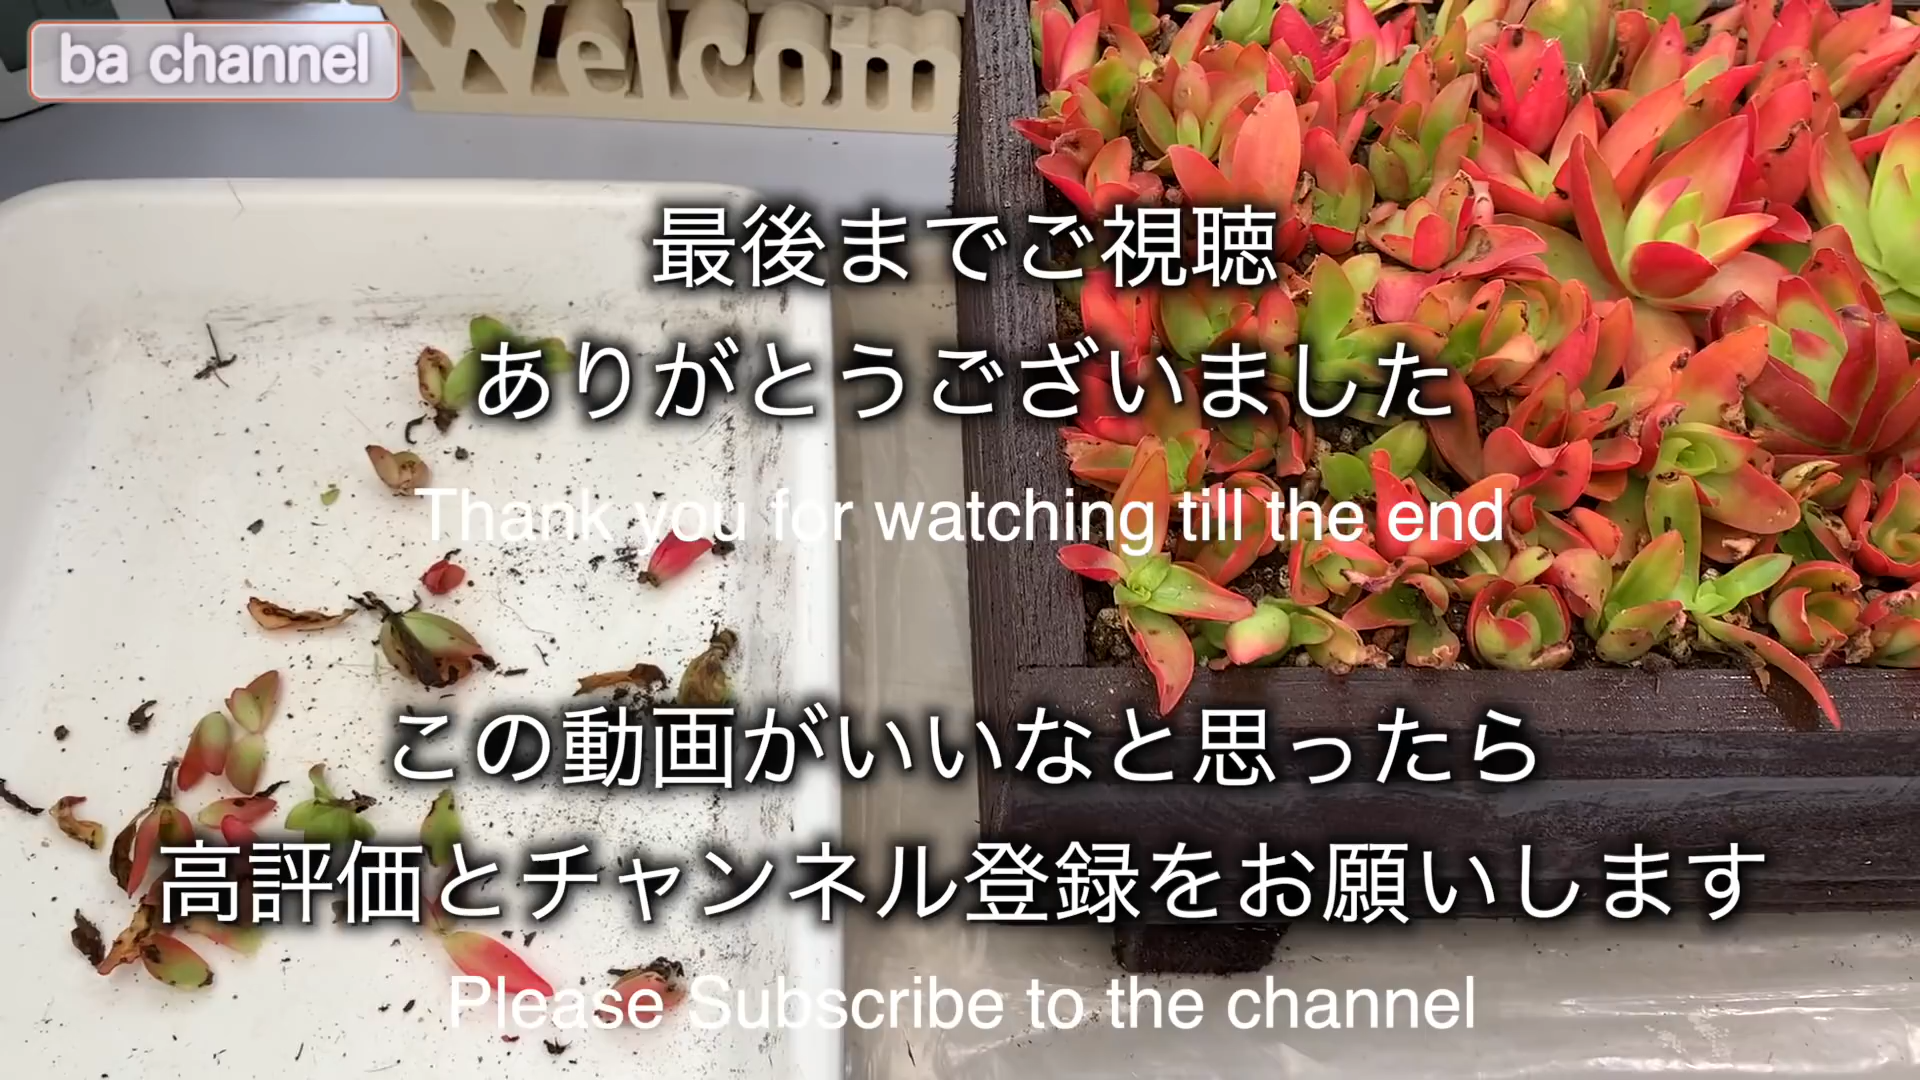 ba channel
Welcom
最後までご視聴
ありがとうございました
Thank you for watching till the end
この動画がいいなと思ったら
高評価とチャンネル登録をお願いします
Please Subscribe to the channel